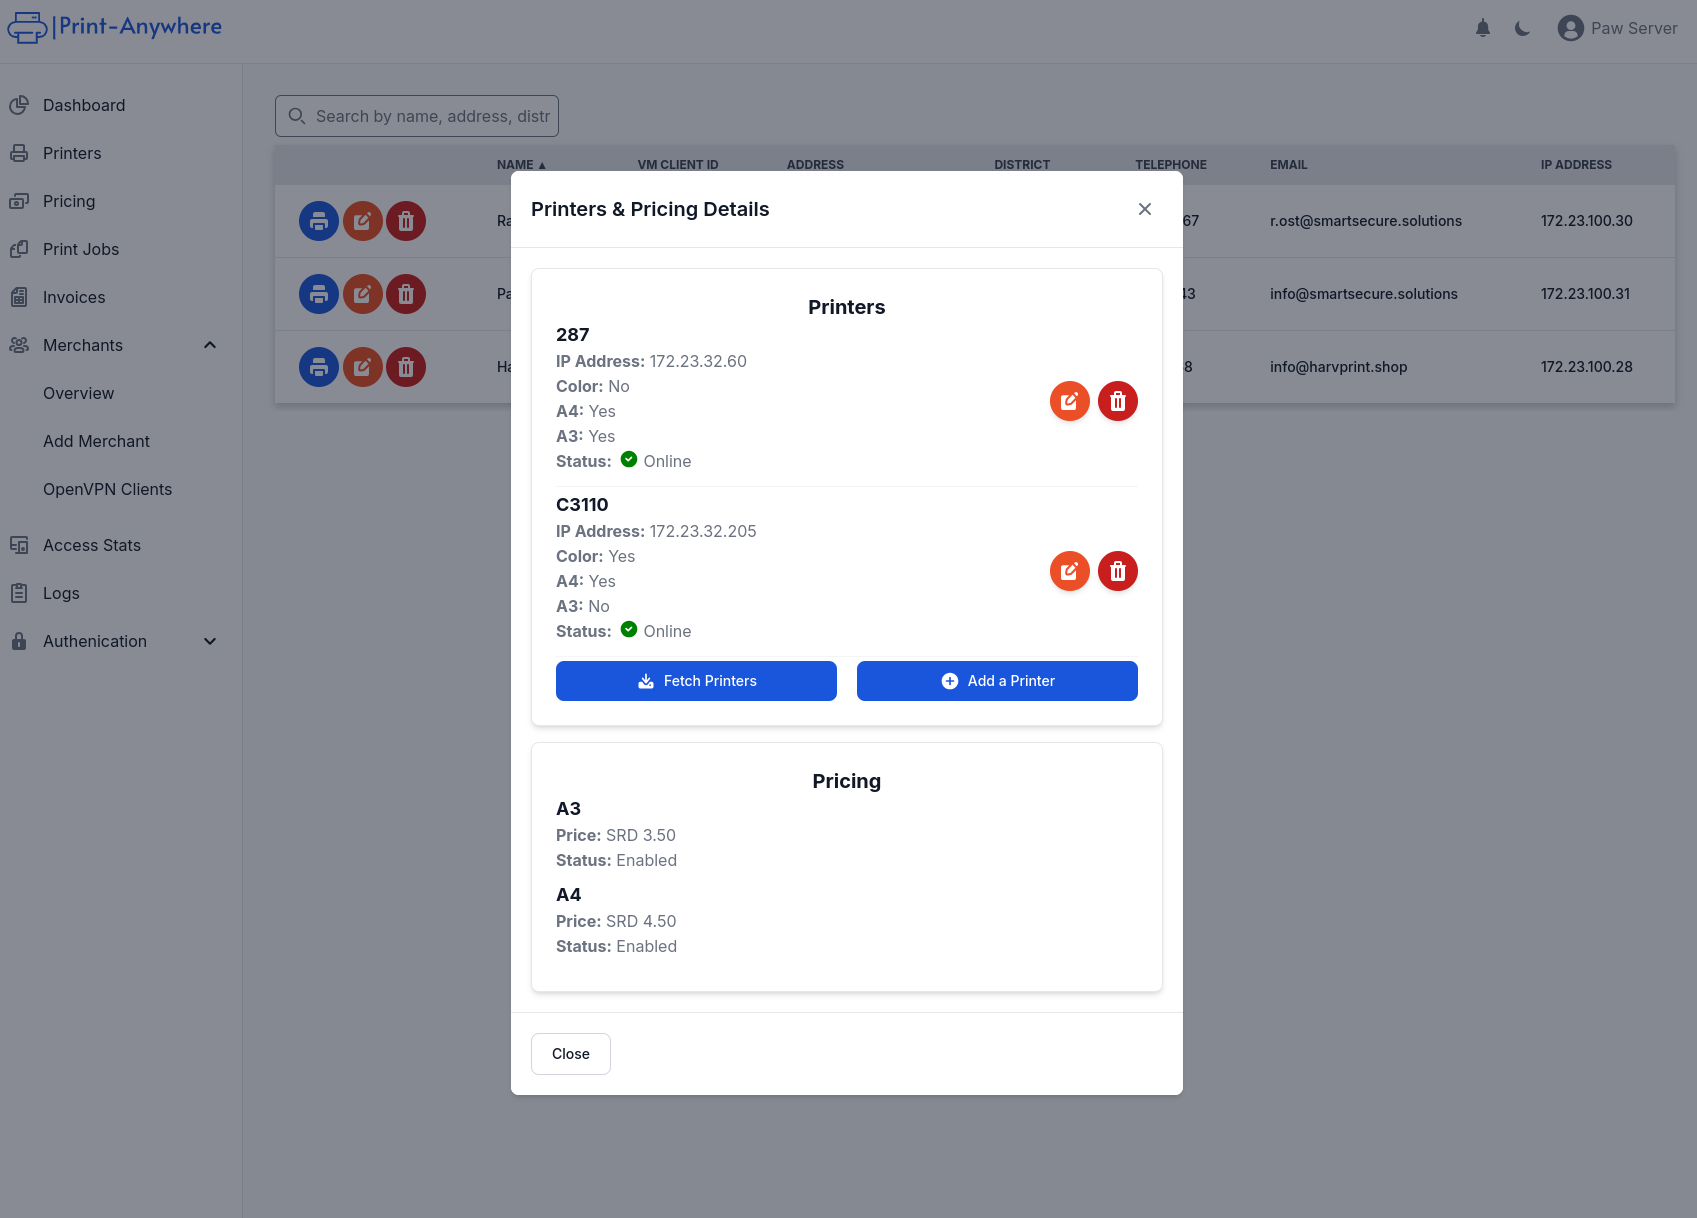 |Print-Anywhere
Paw Server
Dashboard
Printers
Pricing
Print Jobs
Invoices
Merchants
Overview
Add Merchant
OpenVPN Clients
Access Stats
Logs
Authenication
Search by name, address, distr
NAME ▲ VM CLIENT ID ADDRESS DISTRICT TELEPHONE EMAIL IP ADDRESS
Ra 67 r.ost@smartsecure.solutions 172.23.100.30
Pa 43 info@smartsecure.solutions 172.23.100.31
Ha 8 info@harvprint.shop 172.23.100.28
Printers & Pricing Details
Printers
287
IP Address: 172.23.32.60
Color: No
A4: Yes
A3: Yes
Status: Online
C3110
IP Address: 172.23.32.205
Color: Yes
A4: Yes
A3: No
Status: Online
Fetch Printers
Add a Printer
Pricing
A3
Price: SRD 3.50
Status: Enabled
A4
Price: SRD 4.50
Status: Enabled
Close